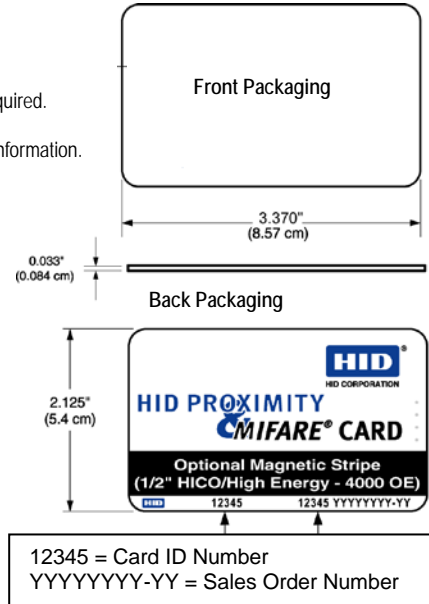 quired.
Front Packaging
nformation.
3.370"
(8.57 cm)
0.033"
(0.084 cm)
Back Packaging
HID®
HID CORPORATION
2.125"
(5.4 cm)
HID PROXIMITY
& MIFARE® CARD
Optional Magnetic Stripe
(1/2" HICO/High Energy - 4000 OE)
HID 12345 12345 YYYYYYYY-YY
12345 = Card ID Number
YYYYYYYY-YY = Sales Order Number